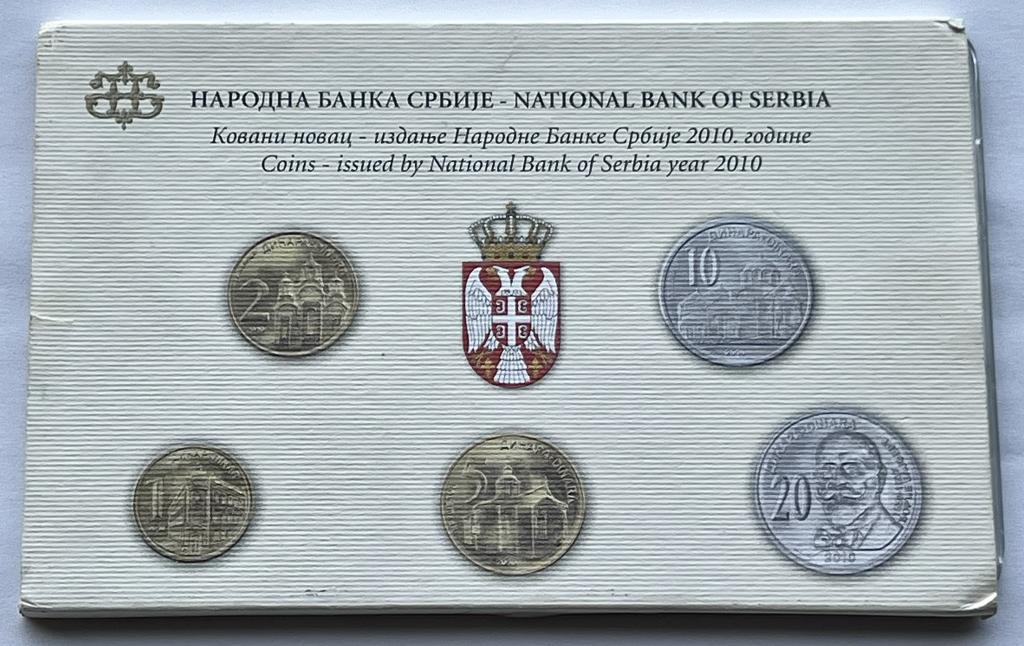 НАРОДНА БАНКА СРБИЈЕ - NATIONAL BANK OF SERBIA
Ковани новац - издање Народне Банке Србије 2010. године
Coins - issued by National Bank of Serbia year 2010
2
10
ДИНАРА
1
5
20
2010